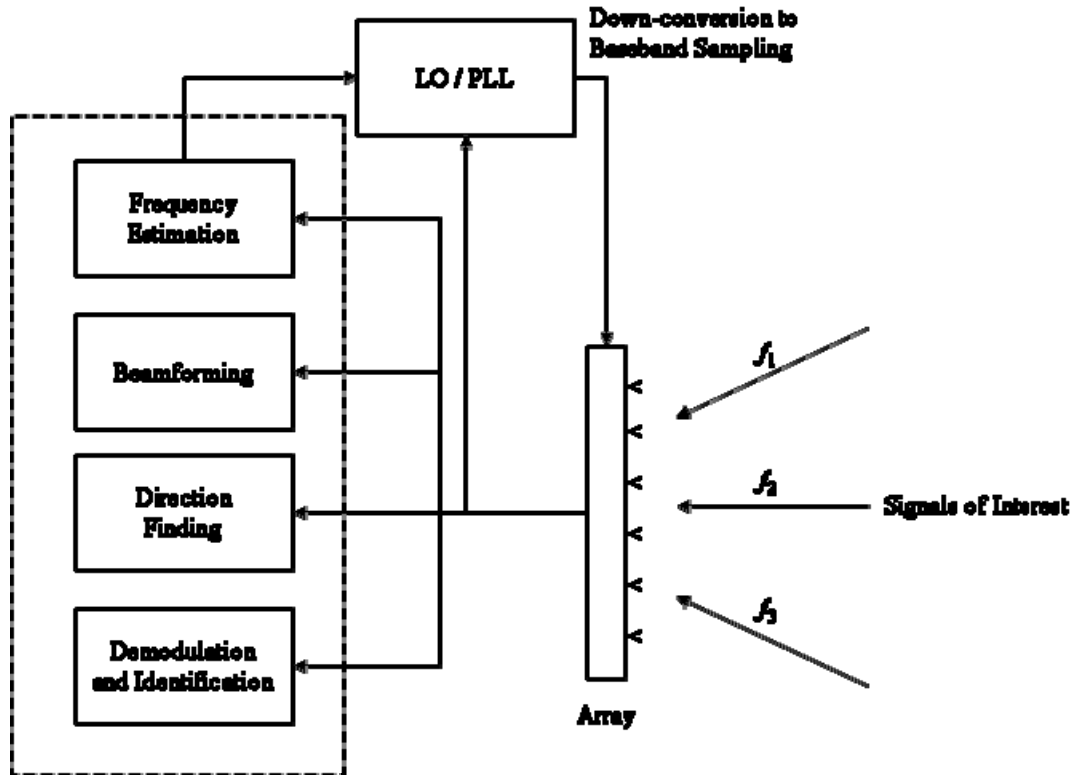 Down-conversion to
Baseband Sampling
LO / PLL
Frequency
Estimation
Beamforming
Direction
Finding
Demodulation
and Identification
f1
f2
f3
Signals of Interest
Array